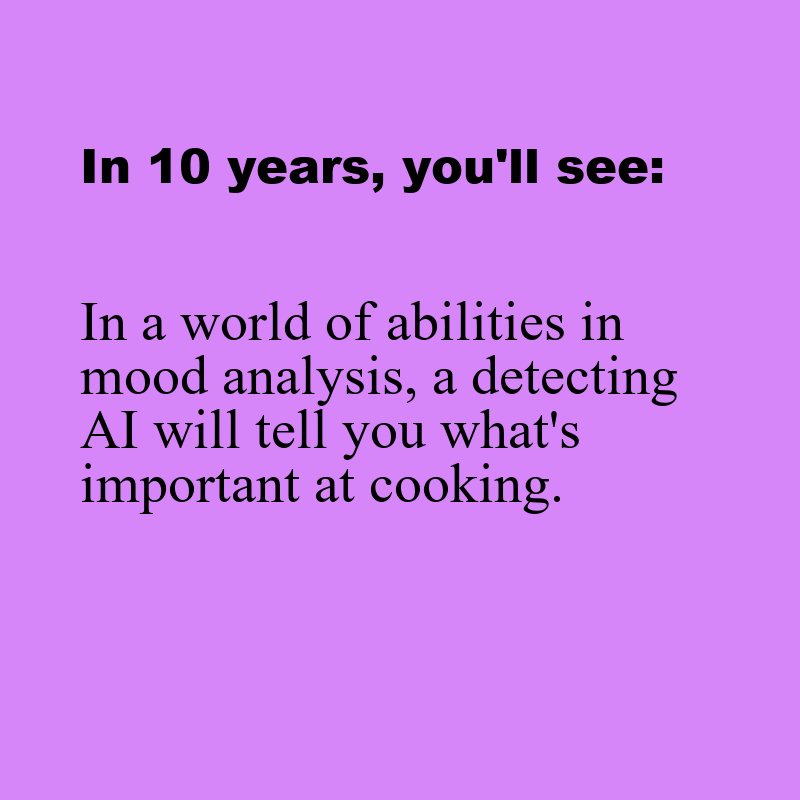 In 10 years, you'll see:
In a world of abilities in
mood analysis, a detecting
AI will tell you what's
important at cooking.